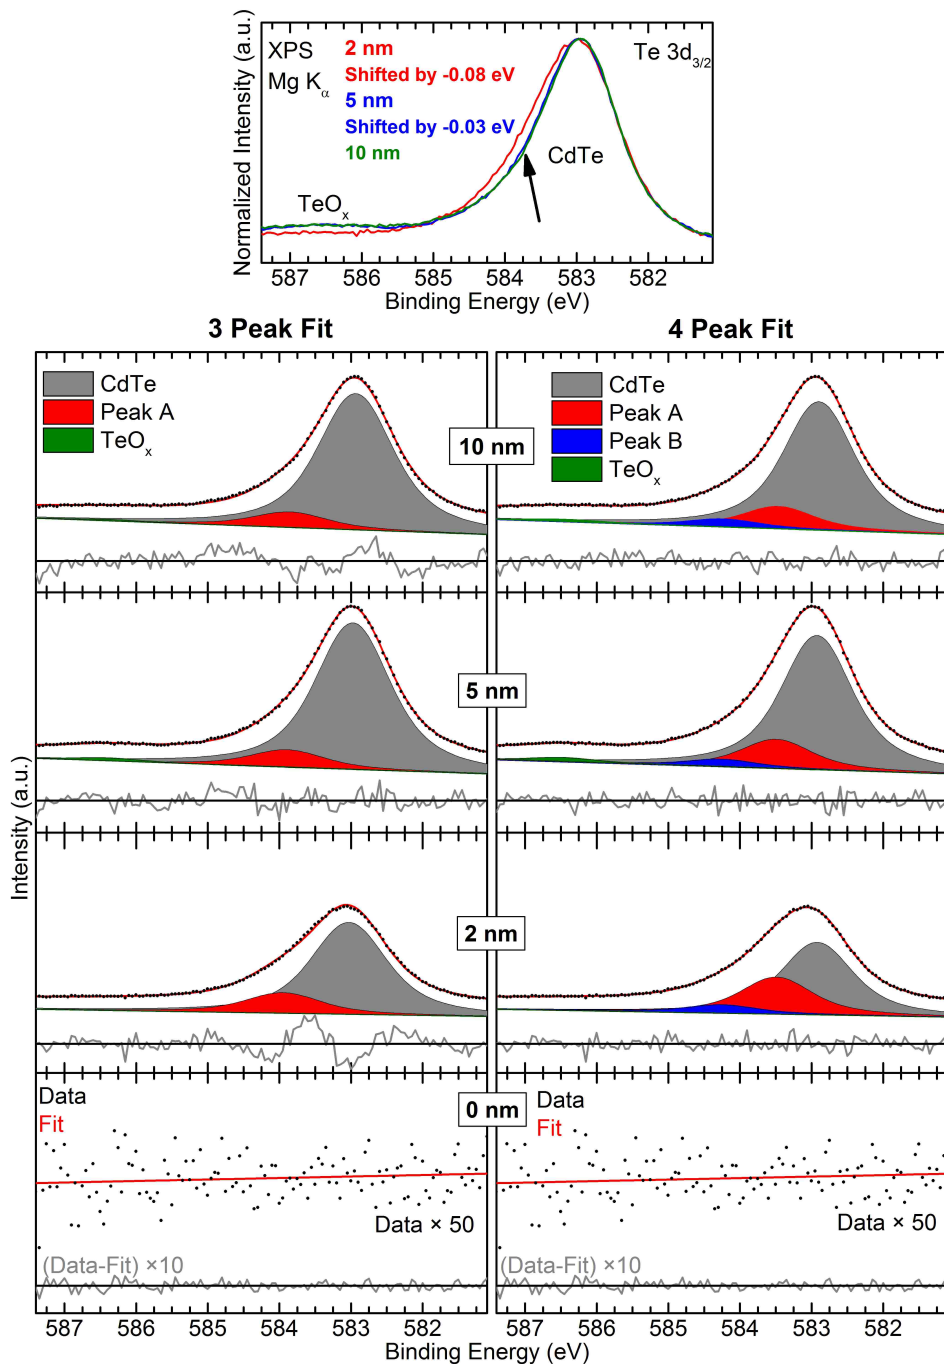 XPS
Mg Kα
2 nm
Shifted by -0.08 eV
5 nm
Shifted by -0.03 eV
10 nm
Te 3d3/2
CdTe
TeOx
Normalized Intensity (a.u.)
587 586 585 584 583 582
Binding Energy (eV)
3 Peak Fit
4 Peak Fit
CdTe
Peak A
TeOx
CdTe
Peak A
Peak B
TeOx
10 nm
5 nm
2 nm
0 nm
Intensity (a.u.)
Data
Fit
Data × 50
(Data-Fit) ×10
Data
Fit
Data × 50
(Data-Fit) ×10
587 586 585 584 583 582
587 586 585 584 583 582
Binding Energy (eV)